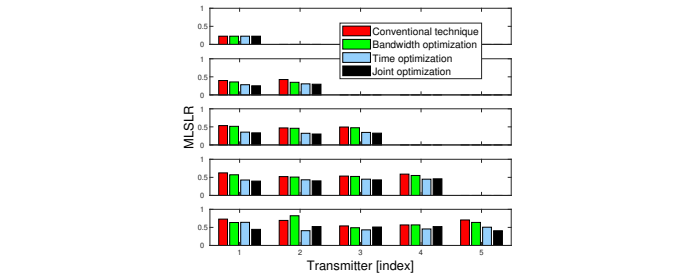 1
0.5
0
Conventional technique
Bandwidth optimization
Time optimization
Joint optimization
1
0.5
0
MLSLR
1
0.5
0
1
0.5
0
1
0.5
0
1 2 3 4 5
Transmitter [index]